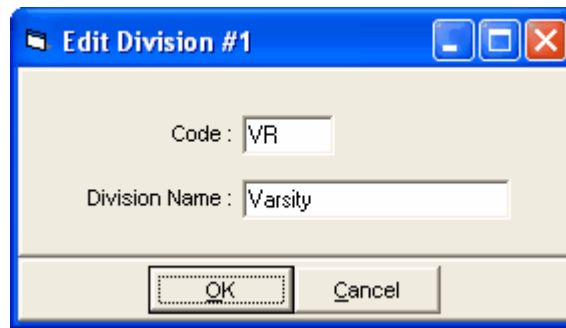 Edit Division #1
Code : VR
Division Name : Varsity
OK Cancel